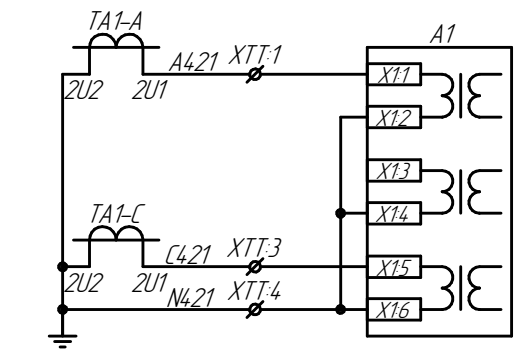 TA1-A
A1
A421
XTT:1
X1:1
2U2
2U1
X1:2
X1:3
X1:4
TA1-C
C421
XTT:3
X1:5
2U2
2U1
N421
XTT:4
X1:6